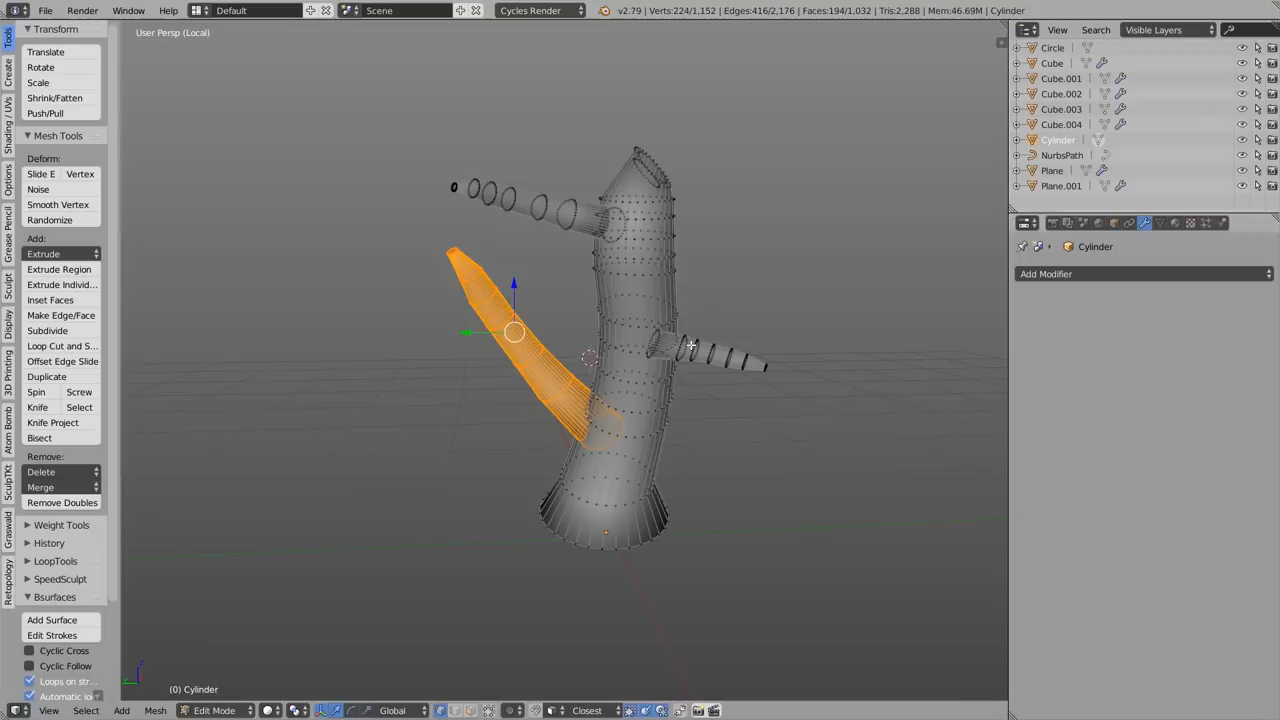 File
Render
Window
Help
Default
Scene
Cycles Render
v2.79 | Verts:224/1,152 | Edges:416/2,176 | Faces:194/1,032 | Tris:2,288 | Mem:46.69M | Cylinder
Transform
Translate
Rotate
Scale
Shrink/Fatten
Push/Pull
Mesh Tools
Deform:
Slide E
Vertex
Noise
Smooth Vertex
Randomize
Add:
Extrude
Extrude Region
Extrude Individ...
Inset Faces
Make Edge/Face
Subdivide
Loop Cut and S...
Offset Edge Slide
Duplicate
Spin
Screw
Knife
Select
Knife Project
Bisect
Remove:
Delete
Merge
Remove Doubles
Weight Tools
History
LoopTools
SpeedSculpt
Bsurfaces
Add Surface
Edit Strokes
Cyclic Cross
Cyclic Follow
Loops on str...
Automatic joi
Tools
Create
Shading / UVs
Options
Grease Pencil
Sculpt
Display
3D Printing
Atom Bomb
SculpTKt
Graswald
Retopology
User Persp (Local)
(0) Cylinder
View
Select
Add
Mesh
Edit Mode
Global
Closest
View
Search
Visible Layers
Circle
Cube
Cube.001
Cube.002
Cube.003
Cube.004
Cylinder
NurbsPath
Plane
Plane.001
Cylinder
Add Modifier